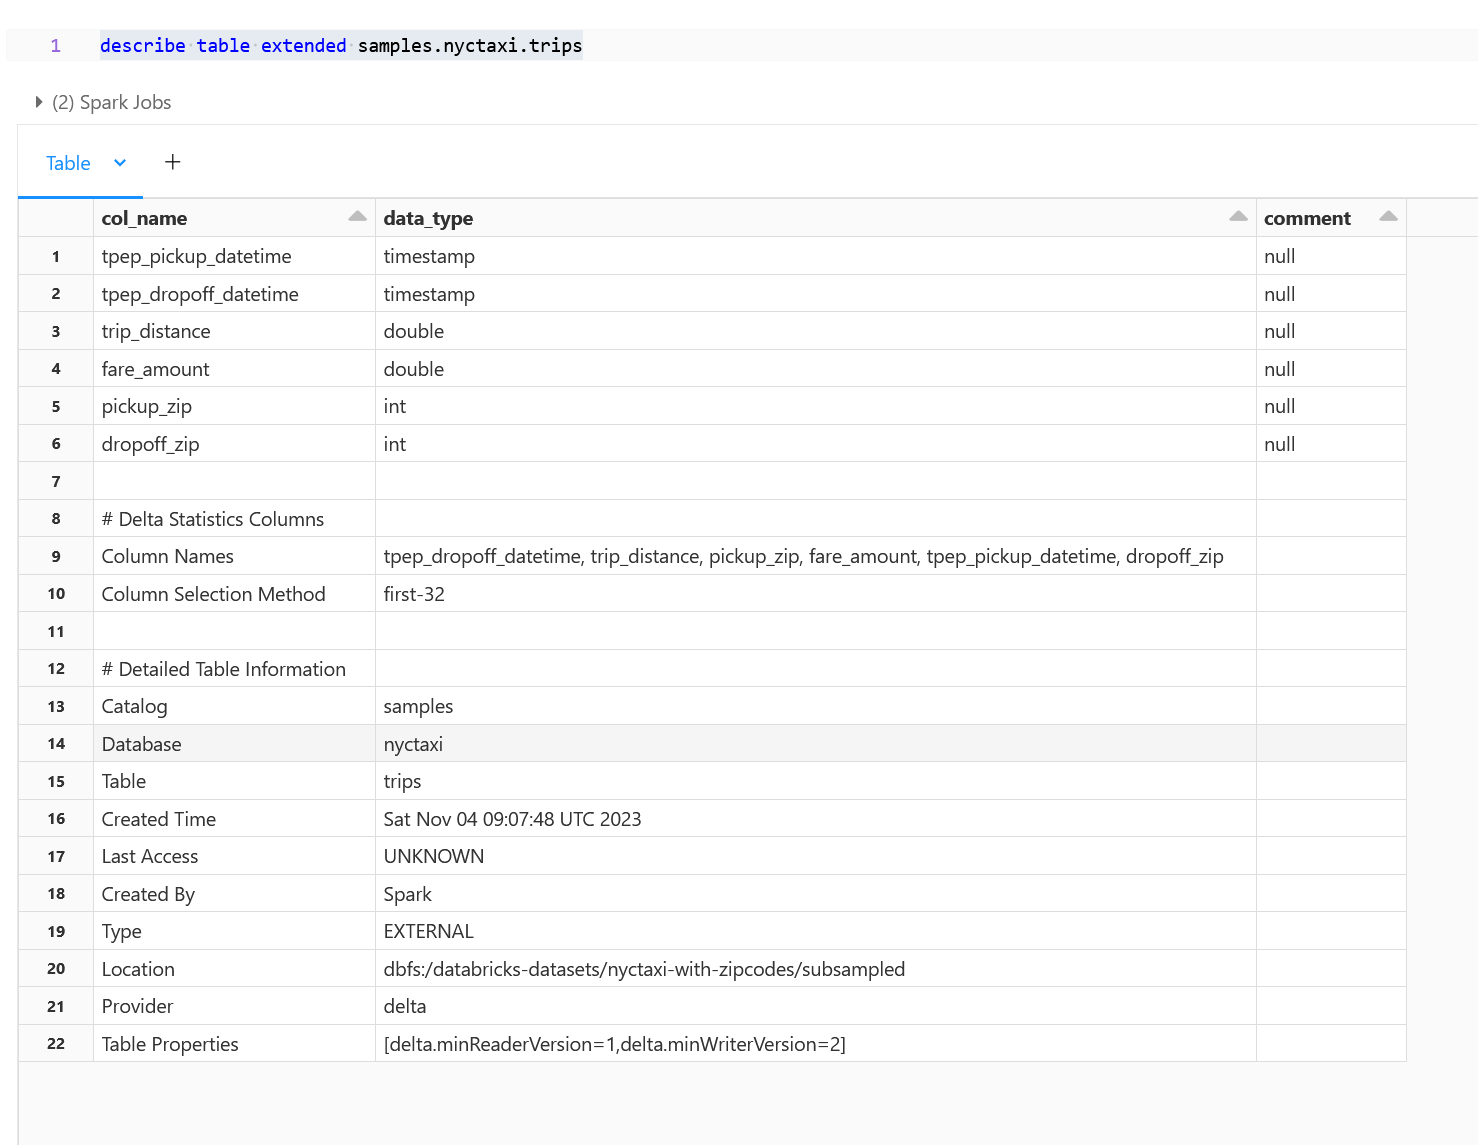 1 describe table extended samples.nyctaxi.trips
(2) Spark Jobs
Table +
col_name data_type comment
1 tpep_pickup_datetime timestamp null
2 tpep_dropoff_datetime timestamp null
3 trip_distance double null
4 fare_amount double null
5 pickup_zip int null
6 dropoff_zip int null
7
8 # Delta Statistics Columns
9 Column Names tpep_dropoff_datetime, trip_distance, pickup_zip, fare_amount, tpep_pickup_datetime, dropoff_zip
10 Column Selection Method first-32
11
12 # Detailed Table Information
13 Catalog samples
14 Database nyctaxi
15 Table trips
16 Created Time Sat Nov 04 09:07:48 UTC 2023
17 Last Access UNKNOWN
18 Created By Spark
19 Type EXTERNAL
20 Location dbfs:/databricks-datasets/nyctaxi-with-zipcodes/subsampled
21 Provider delta
22 Table Properties [delta.minReaderVersion=1,delta.minWriterVersion=2]